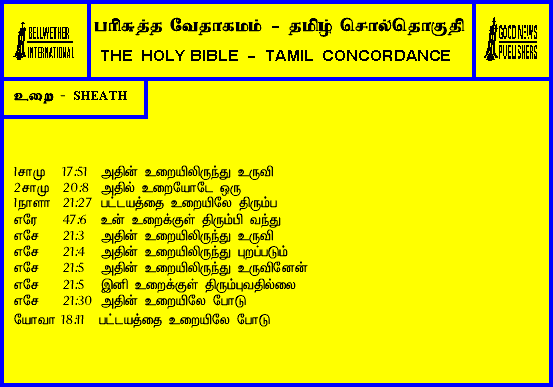 BELLWETHER
INTERNATIONAL
பரிசுத்த வேதாகமம் - தமிழ் சொல்தொகுதி
THE HOLY BIBLE - TAMIL CONCORDANCE
GOOD NEWS
PUBLISHERS
உறை - SHEATH
1சாமு 17:51 அதின் உறையிலிருந்து உருவி
2சாமு 20:8 அதில் உறையோடே ஒரு
1நாளா 21:27 பட்டயத்தை உறையிலே திரும்ப
எரே 47:6 உன் உறைக்குள் திரும்பி வந்து
எசே 21:3 அதின் உறையிலிருந்து உருவி
எசே 21:4 அதின் உறையிலிருந்து புறப்படும்
எசே 21:5 அதின் உறையிலிருந்து உருவினேன்
எசே 21:5 இனி உறைக்குள் திரும்புவதில்லை
எசே 21:30 அதின் உறையிலே போடு
யோவா 18:11 பட்டயத்தை உறையிலே போடு